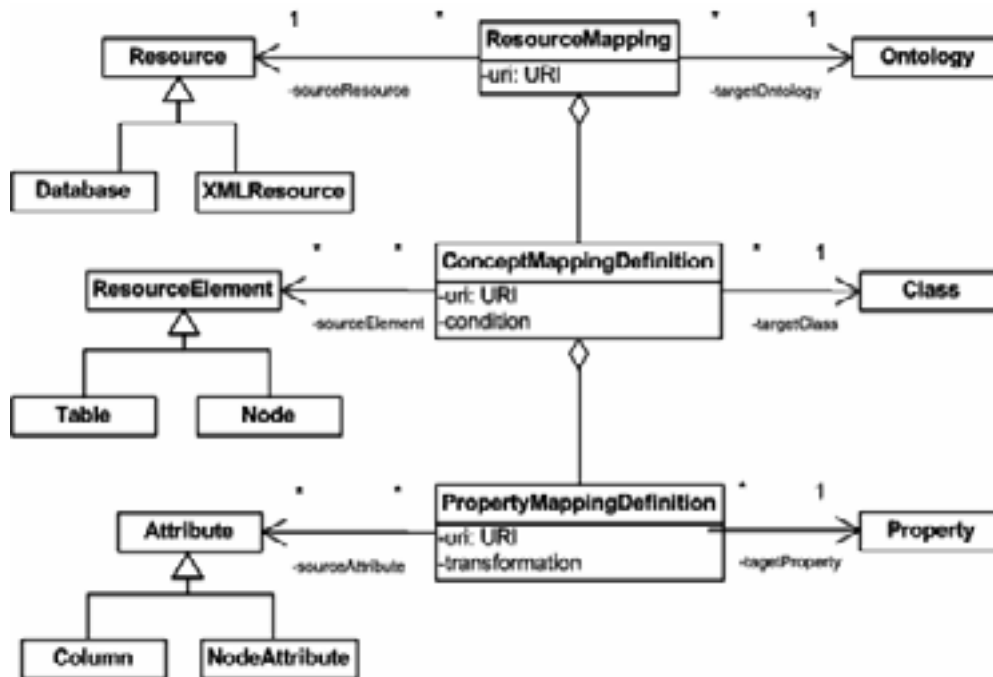 1 * * 1
Resource ResourceMapping Ontology
-uri: URI
-sourceResource -targetOntology
Database XMLResource
* * * 1
ResourceElement ConceptMappingDefinition Class
-uri: URI
-sourceElement -condition -targetClass
Table Node
* * * 1
Attribute PropertyMappingDefinition Property
-uri: URI
-sourceAttribute -transformation -tagetProperty
Column NodeAttribute